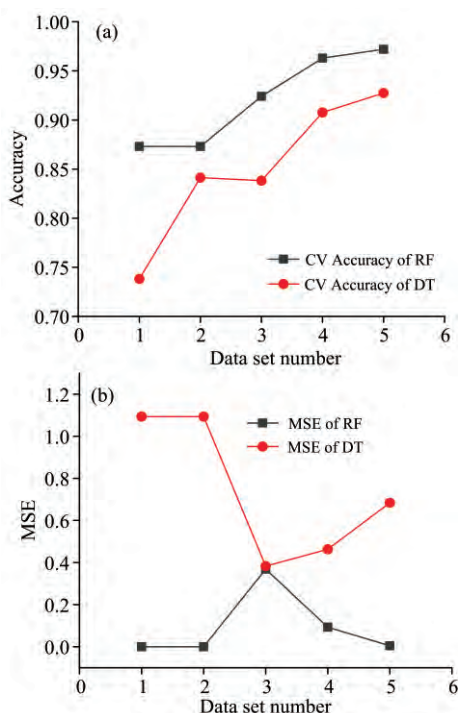 (a)
1.00
0.95
0.90
0.85
0.80
0.75
0.70
Accuracy
CV Accuracy of RF
CV Accuracy of DT
0 1 2 3 4 5 6
Data set number
(b)
1.2
1.0
0.8
0.6
0.4
0.2
0.0
MSE
MSE of RF
MSE of DT
0 1 2 3 4 5 6
Data set number